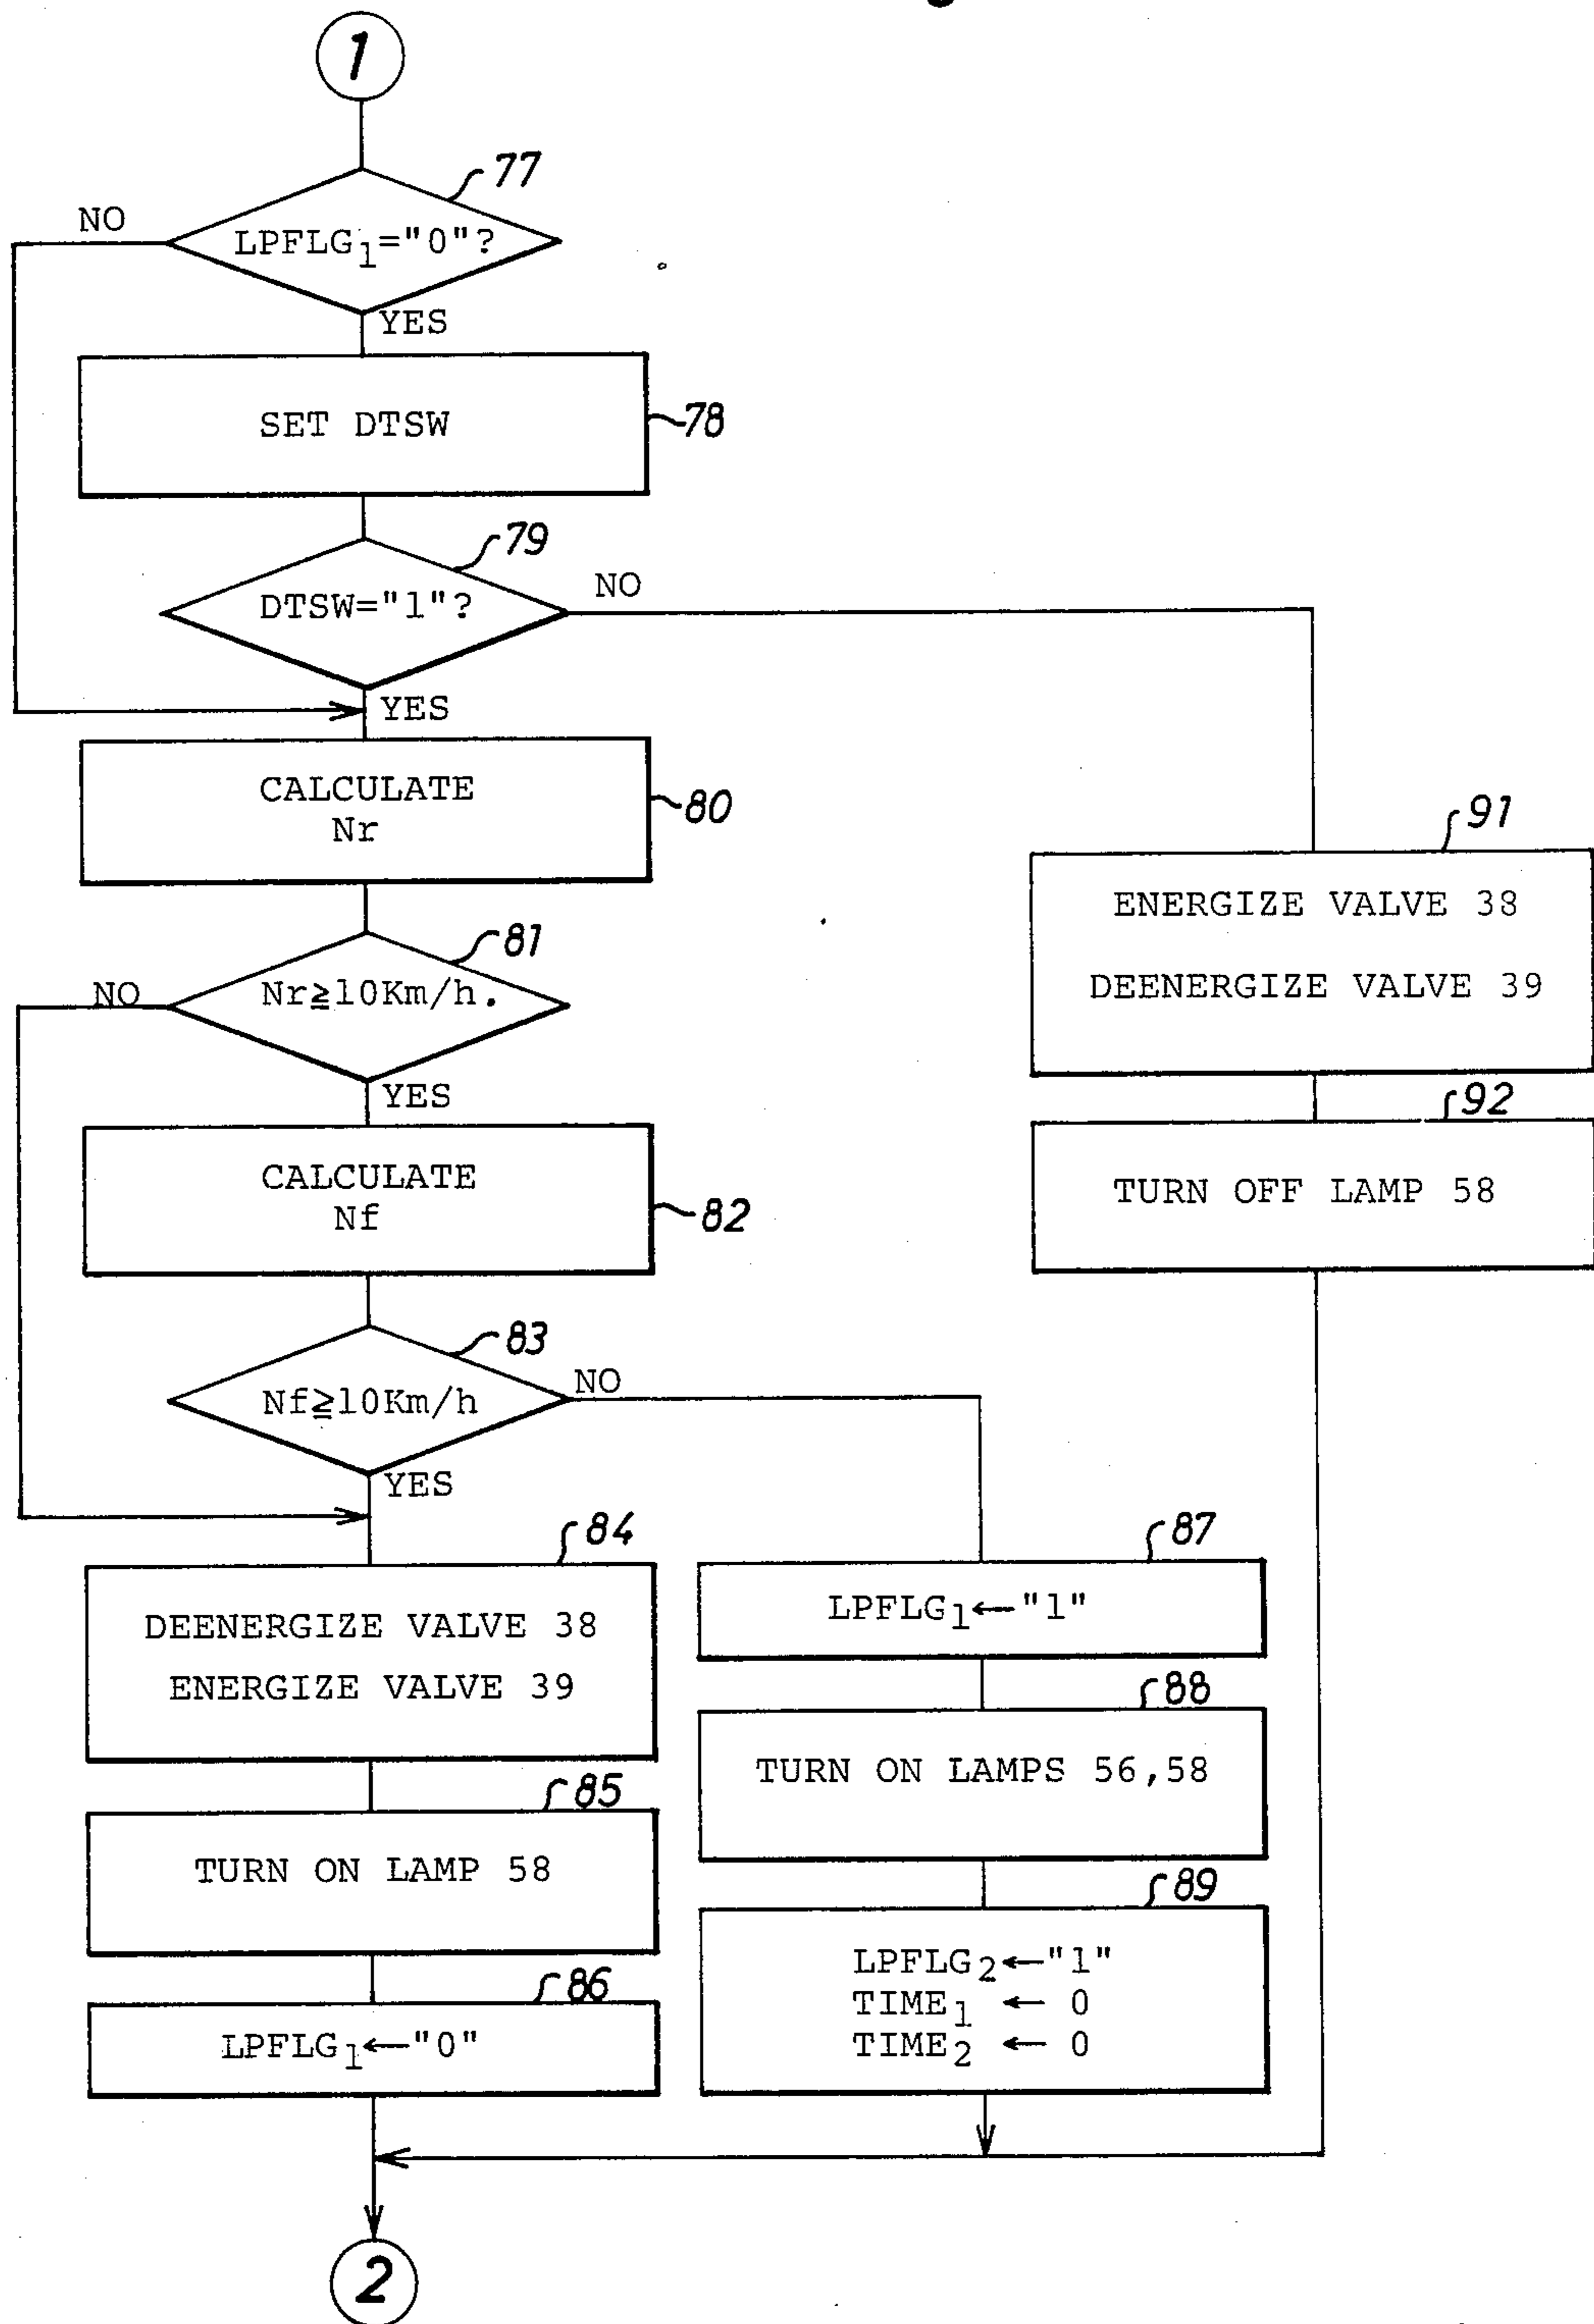 1
77
NO
LPFLG1="0"?
YES
SET DTSW
78
79
NO
DTSW="1"?
YES
CALCULATE
Nr
80
91
ENERGIZE VALVE 38
DEENERGIZE VALVE 39
81
NO
Nr≧10Km/h.
YES
92
TURN OFF LAMP 58
CALCULATE
Nf
82
83
NO
Nf≧10Km/h
YES
84
DEENERGIZE VALVE 38
ENERGIZE VALVE 39
87
LPFLG1←"1"
88
TURN ON LAMPS 56,58
85
TURN ON LAMP 58
89
LPFLG2←"1"
TIME1 ← 0
TIME2 ← 0
86
LPFLG1←"0"
2